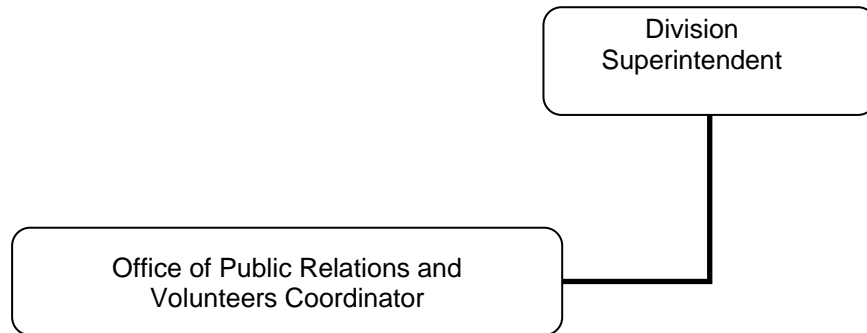 Division
Superintendent
Office of Public Relations and
Volunteers Coordinator